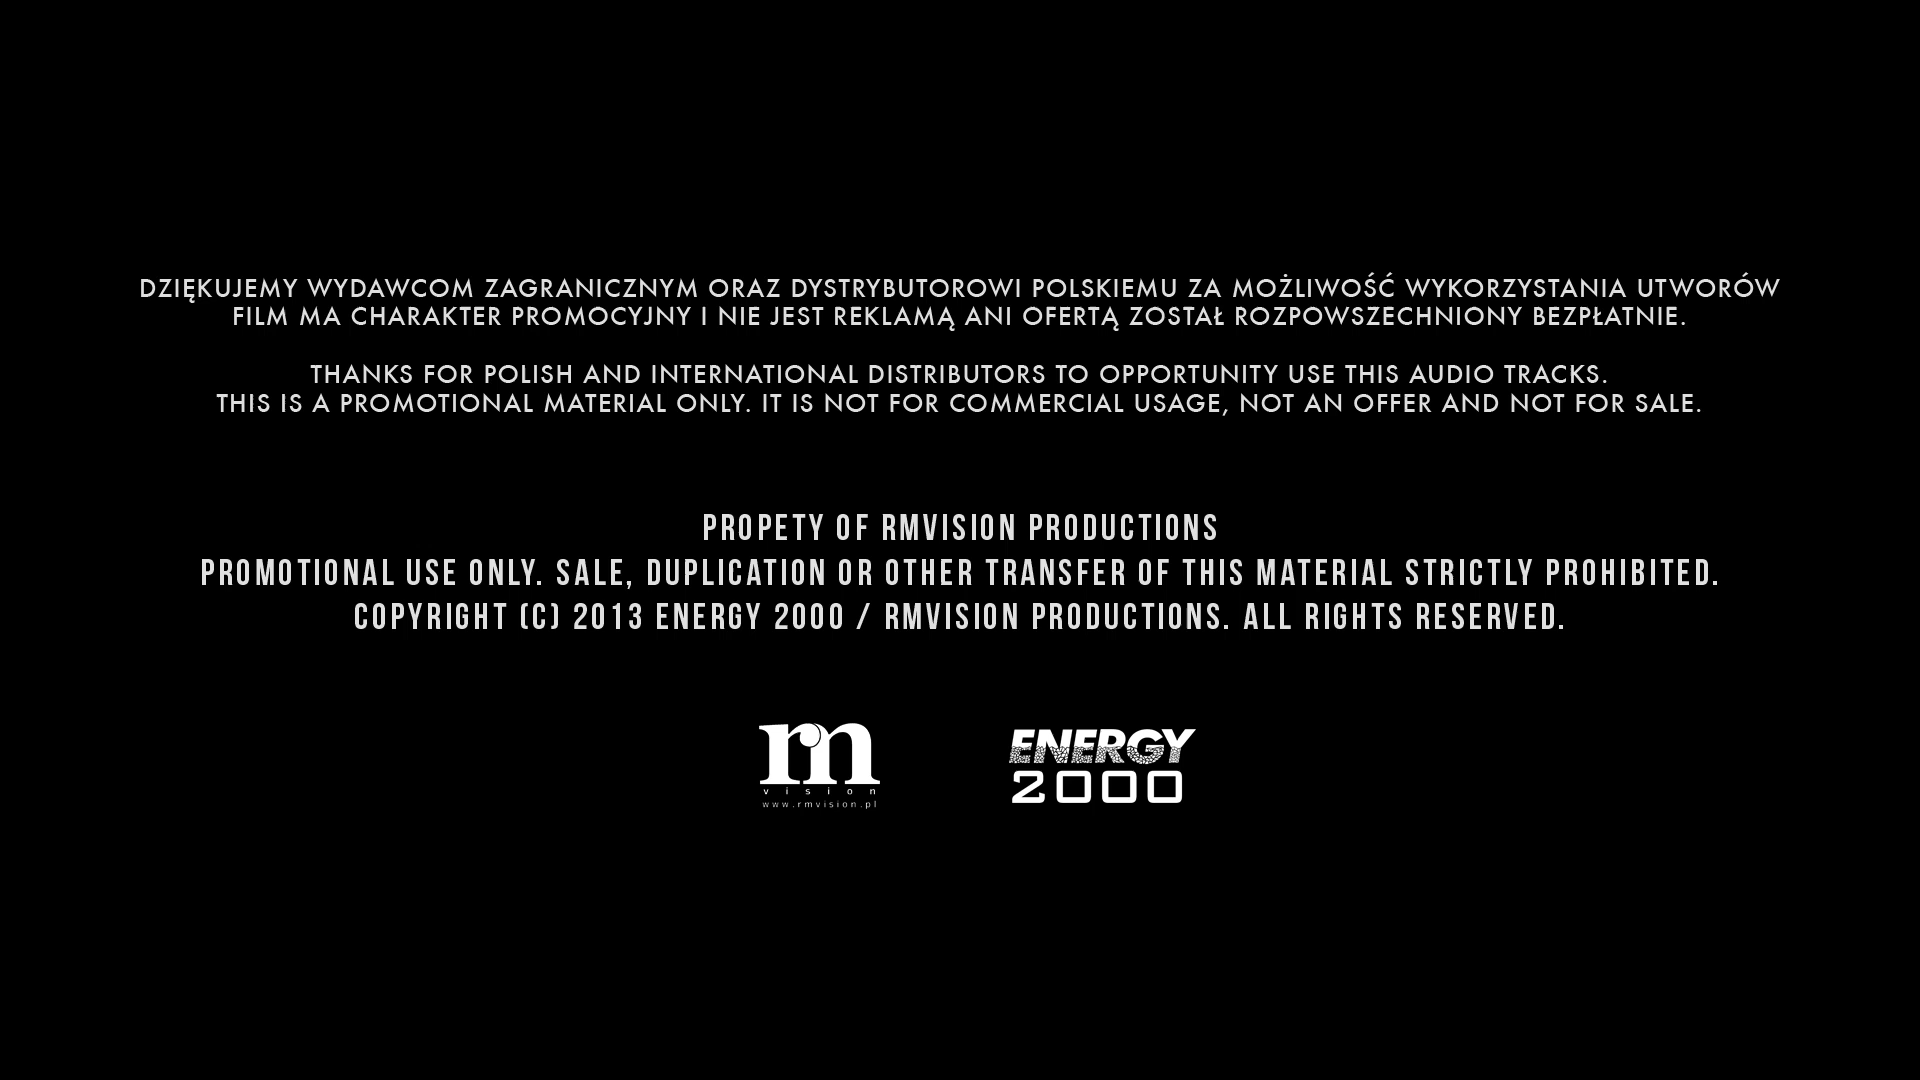 DZIĘKUJEMY WYDAWCOM ZAGRANICZNYM ORAZ DYSTRYBUTOROWI POLSKIEMU ZA MOŻLIWOŚĆ WYKORZYSTANIA UTWORÓW
FILM MA CHARAKTER PROMOCYJNY I NIE JEST REKLAMĄ ANI OFERTĄ ZOSTAŁ ROZPOWSZECHNIONY BEZPŁATNIE.
THANKS FOR POLISH AND INTERNATIONAL DISTRIBUTORS TO OPPORTUNITY USE THIS AUDIO TRACKS.
THIS IS A PROMOTIONAL MATERIAL ONLY. IT IS NOT FOR COMMERCIAL USAGE, NOT AN OFFER AND NOT FOR SALE.
PROPETY OF RMVISION PRODUCTIONS
PROMOTIONAL USE ONLY. SALE, DUPLICATION OR OTHER TRANSFER OF THIS MATERIAL STRICTLY PROHIBITED.
COPYRIGHT (C) 2013 ENERGY 2000 / RMVISION PRODUCTIONS. ALL RIGHTS RESERVED.
rm
vision
www.rmvision.pl
ENERGY
2000